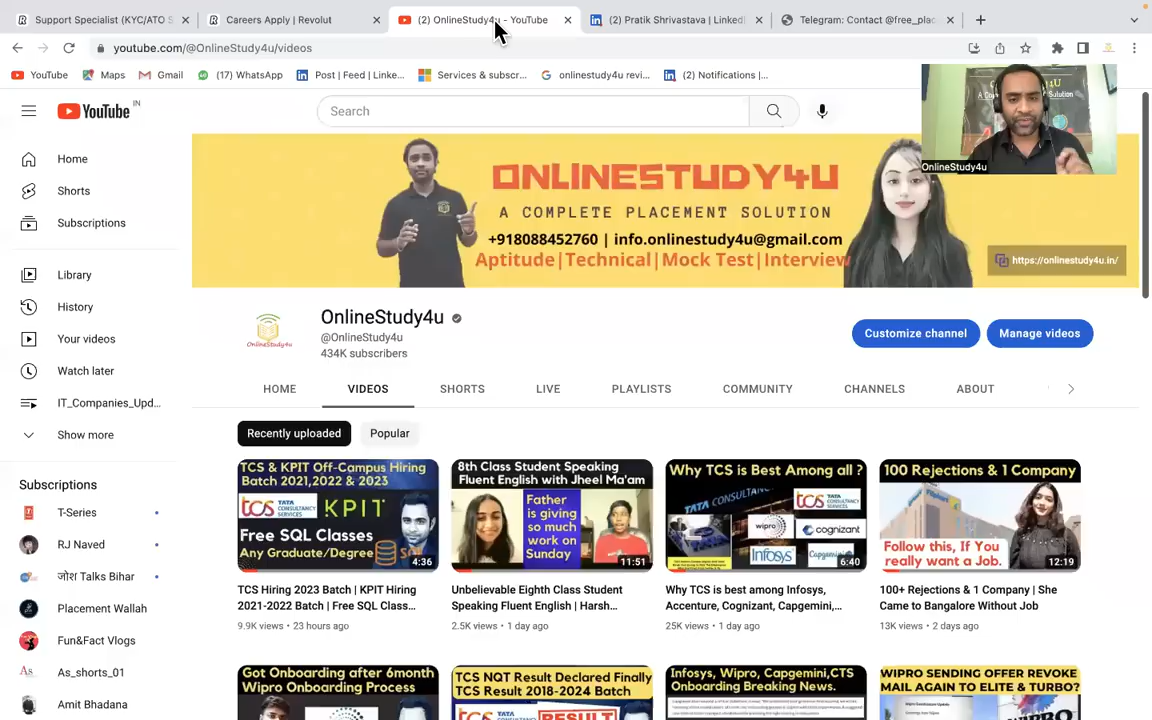 Support Specialist (KYC/ATO S
Careers Apply | Revolut
(2) OnlineStudy4u - YouTube
(2) Pratik Shrivastava | LinkedI
Telegram: Contact @free_plac
youtube.com/@OnlineStudy4u/videos
YouTube
Maps
Gmail
(17) WhatsApp
Post | Feed | Linke...
Services & subscr...
onlinestudy4u revi...
(2) Notifications |...
YouTube IN
Search
OnlineStudy4u
Home
Shorts
Subscriptions
Library
History
Your videos
Watch later
IT_Companies_Upd...
Show more
Subscriptions
T-Series
RJ Naved
जोश Talks Bihar
Placement Wallah
Fun&Fact Vlogs
As_shorts_01
Amit Bhadana
ONLINESTUDY4U
A COMPLETE PLACEMENT SOLUTION
+918088452760 | info.onlinestudy4u@gmail.com
Aptitude|Technical|Mock Test|Interview
https://onlinestudy4u.in/
OnlineStudy4u
@OnlineStudy4u
434K subscribers
Customize channel
Manage videos
HOME
VIDEOS
SHORTS
LIVE
PLAYLISTS
COMMUNITY
CHANNELS
ABOUT
Recently uploaded
Popular
TCS & KPIT Off-Campus Hiring
Batch 2021,2022 & 2023
tcs TATA
KPIT
Free SQL Classes
Any Graduate/Degree
4:36
TCS Hiring 2023 Batch | KPIT Hiring
2021-2022 Batch | Free SQL Class...
9.9K views • 23 hours ago
8th Class Student Speaking
Fluent English with Jheel Ma'am
Father
is giving
so much
work on
Sunday
11:51
Unbelievable Eighth Class Student
Speaking Fluent English | Harsh...
2.5K views • 1 day ago
Why TCS is Best Among all ?
tcs
wipro
cognizant
Infosys
Capgemini
6:40
Why TCS is best among Infosys,
Accenture, Cognizant, Capgemini,...
25K views • 1 day ago
100 Rejections & 1 Company
Follow this, If You
really want a Job.
12:19
100+ Rejections & 1 Company | She
Came to Bangalore Without Job
13K views • 2 days ago
Got Onboarding after 6month
Wipro Onboarding Process
TCS NQT Result Declared Finally
TCS Result 2018-2024 Batch
Infosys, Wipro, Capgemini,CTS
Onboarding Breaking News.
WIPRO SENDING OFFER REVOKE
MAIL AGAIN TO ELITE & TURBO?